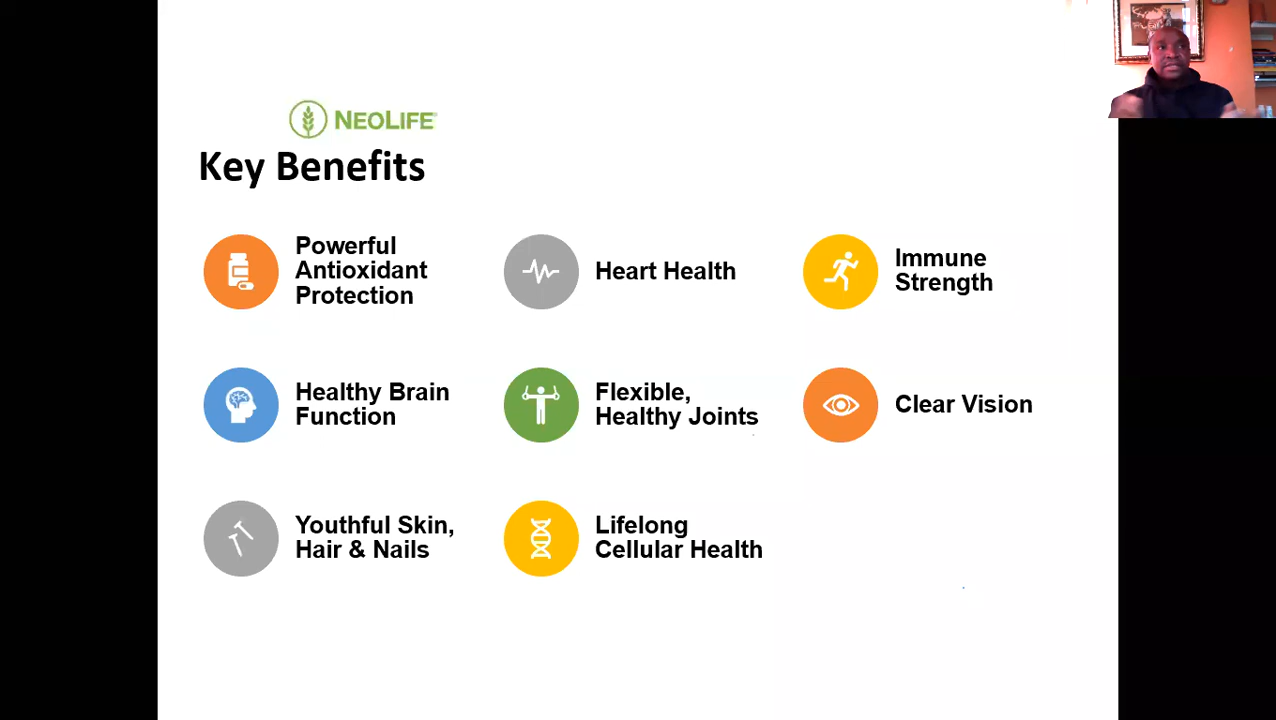 NEOLIFE
Key Benefits
Powerful
Antioxidant
Protection
Heart Health
Immune
Strength
Healthy Brain
Function
Flexible,
Healthy Joints
Clear Vision
Youthful Skin,
Hair & Nails
Lifelong
Cellular Health